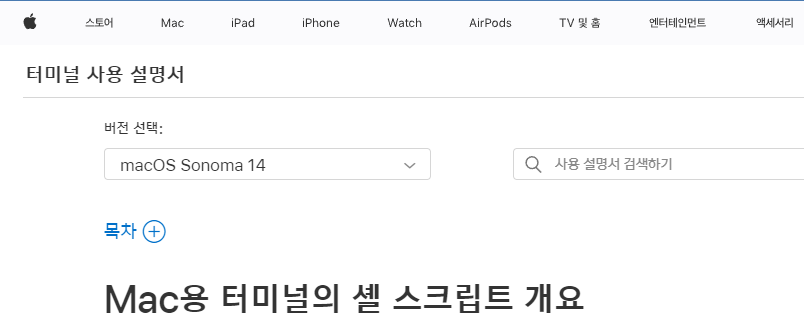 스토어 Mac iPad iPhone Watch AirPods TV 및 홈 엔터테인먼트 액세서리
터미널 사용 설명서
버전 선택:
macOS Sonoma 14 사용 설명서 검색하기
목차
Mac용 터미널의 셸 스크립트 개요